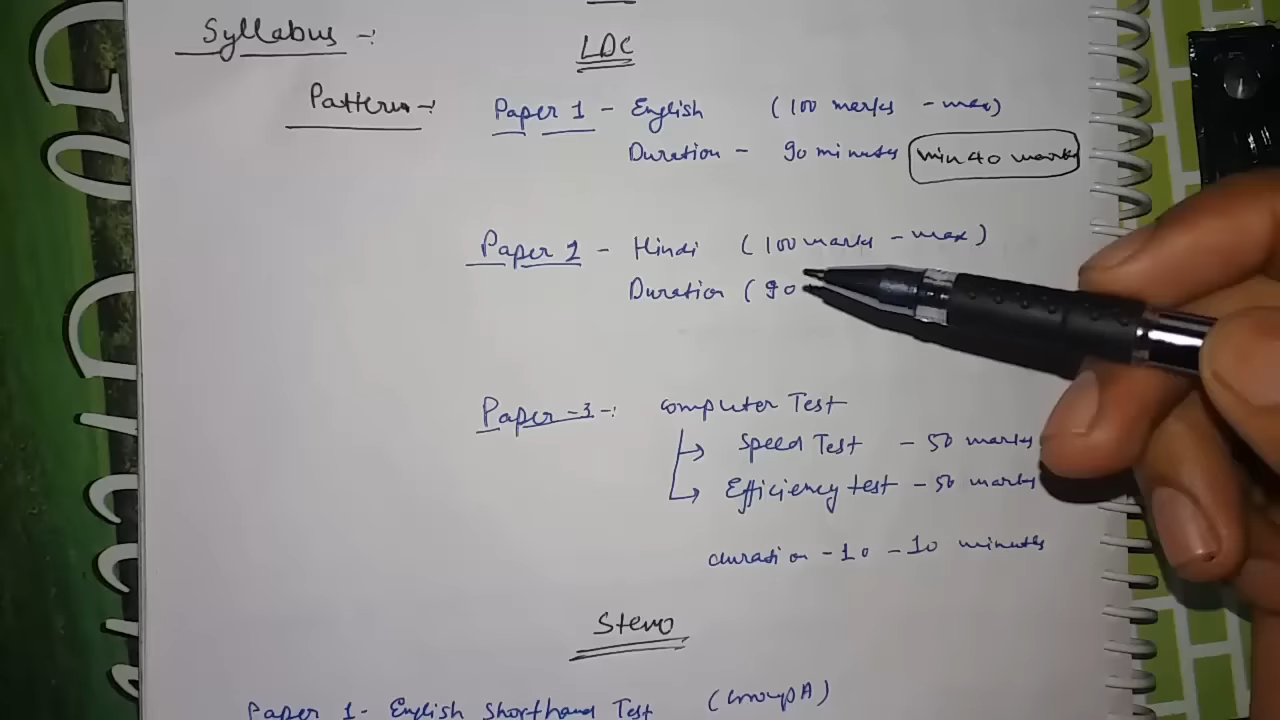 Syllabus -:
LDC
Pattern -:
Paper 1 - English (100 marks - max)
Duration - 90 minutes min 40 marks
Paper 2 - Hindi (100 marks - max)
Duration (90
Paper -3 -: Computer Test
Speed Test - 50 marks
Efficiency test - 50 marks
duration - 10 - 10 minutes
Steno
Paper 1- English Shorthand Test (Group A)